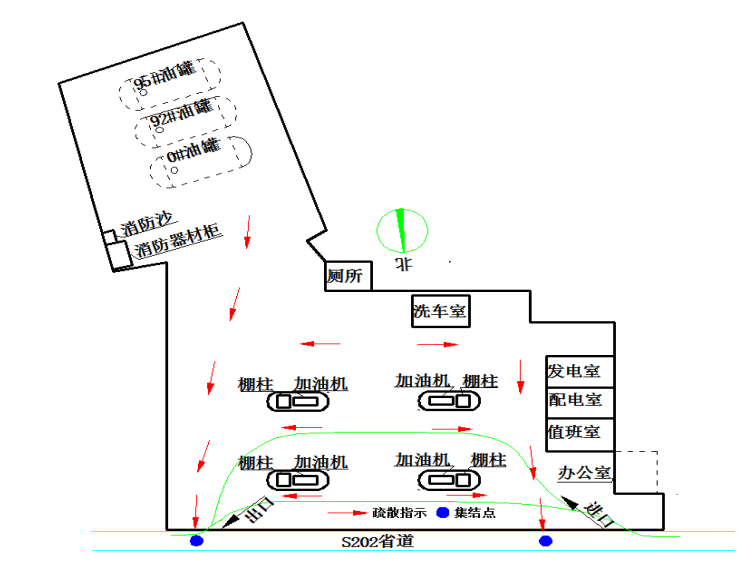 95#油罐
92#油罐
0#油罐
消防沙
消防器材柜
北
厕所
洗车室
发电室
棚柱 加油机
加油机 棚柱
配电室
值班室
棚柱 加油机
加油机 棚柱
办公室
出口
进口
疏散指示 集结点
S202省道